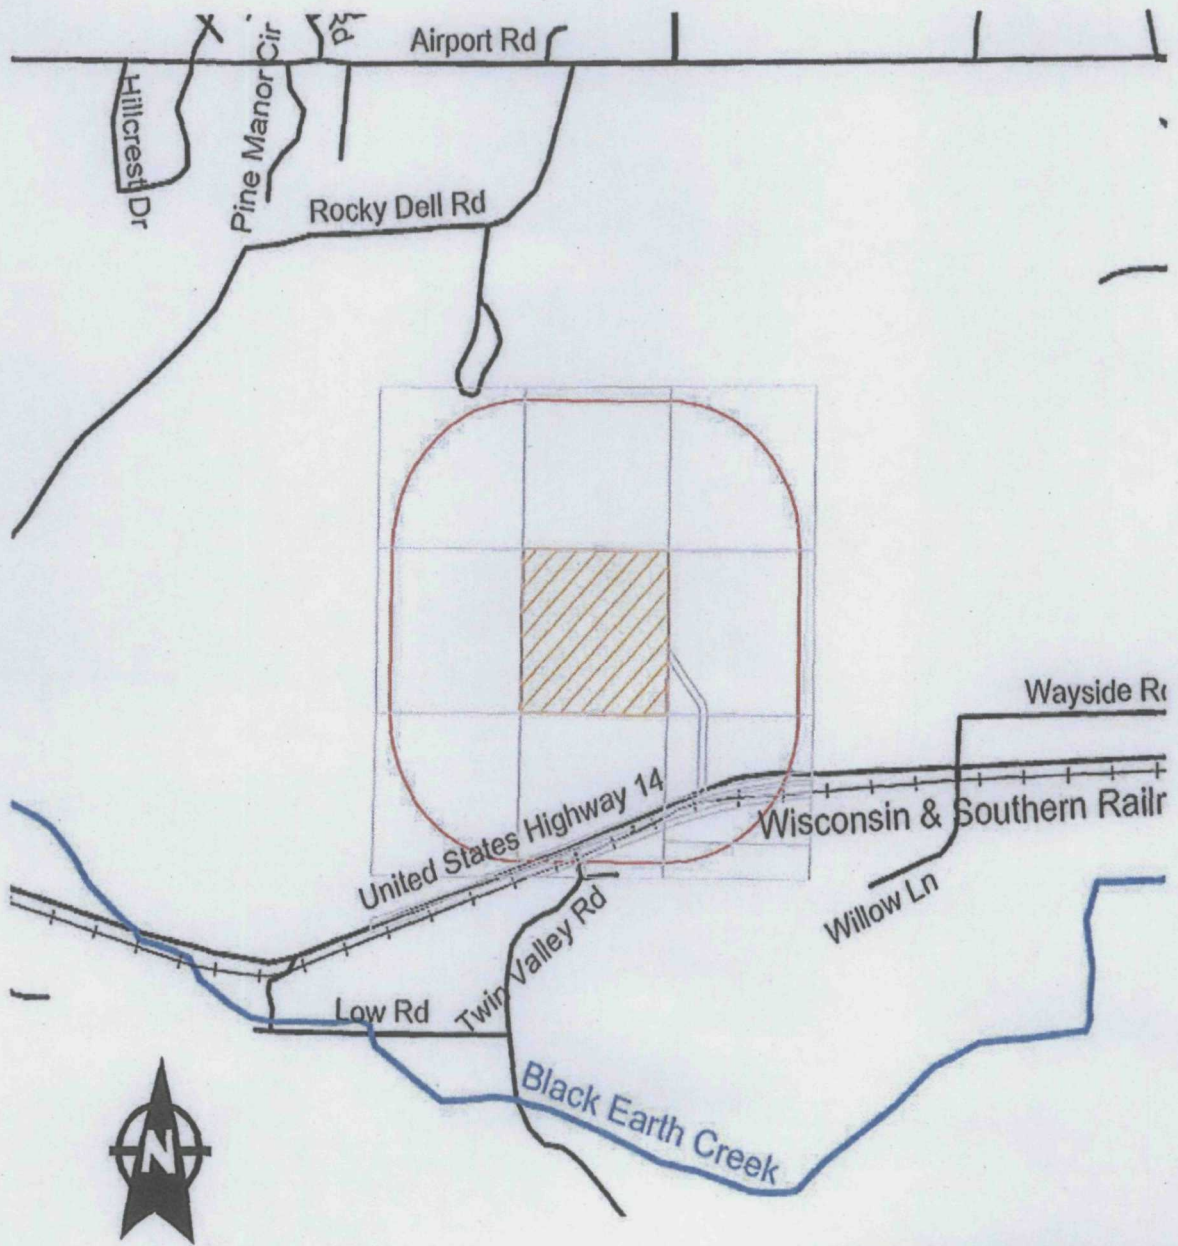 Airport Rd
Rd
Hillcrest Dr
Pine Manor Cir
Rocky Dell Rd
Wayside
United States Highway 14
Wisconsin & Southern
Willow Ln
Twin Valley Rd
Low Rd
Black Earth Creek
N